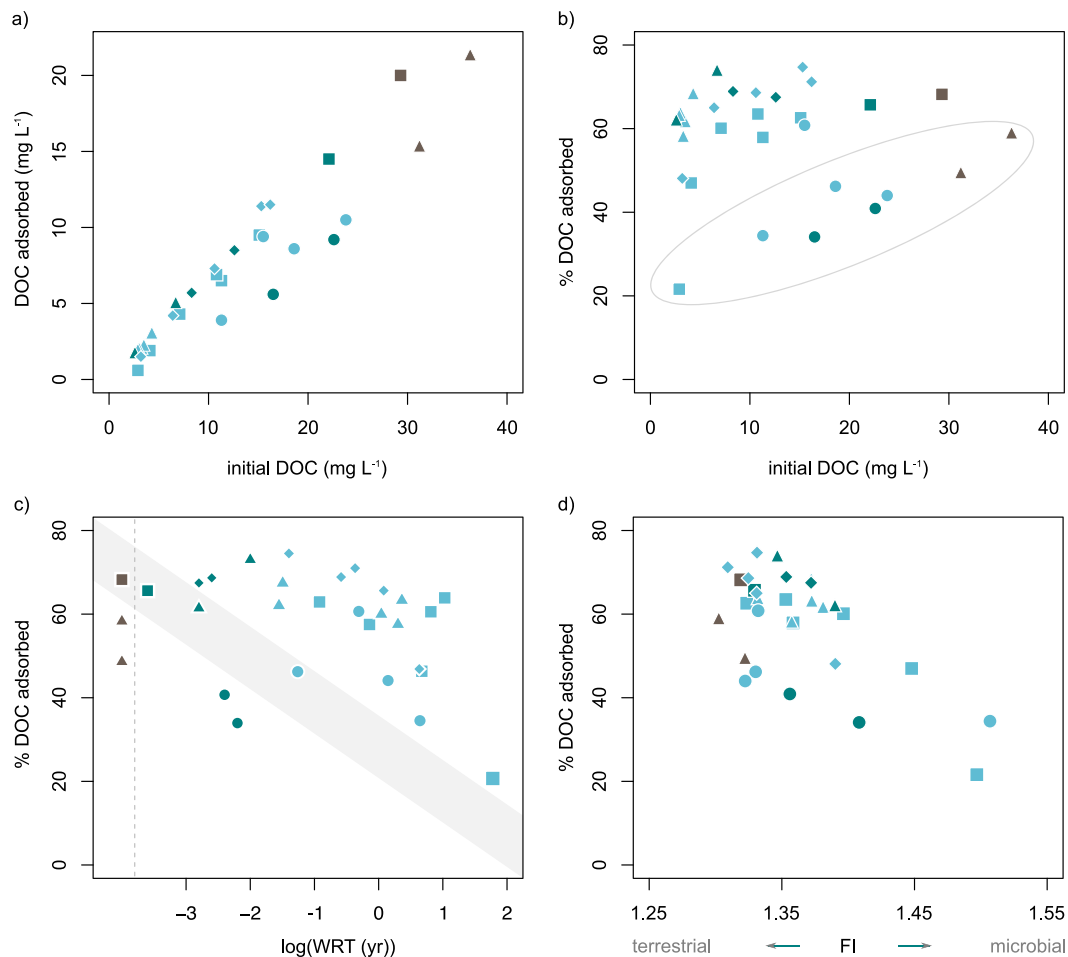 a)
DOC adsorbed (mg L⁻¹)
20
15
10
5
0
0 10 20 30 40
initial DOC (mg L⁻¹)
b)
% DOC adsorbed
80
60
40
20
0
0 10 20 30 40
initial DOC (mg L⁻¹)
c)
% DOC adsorbed
80
60
40
20
0
−3 −2 −1 0 1 2
log(WRT (yr))
d)
% DOC adsorbed
80
60
40
20
0
1.25 1.35 1.45 1.55
terrestrial FI microbial